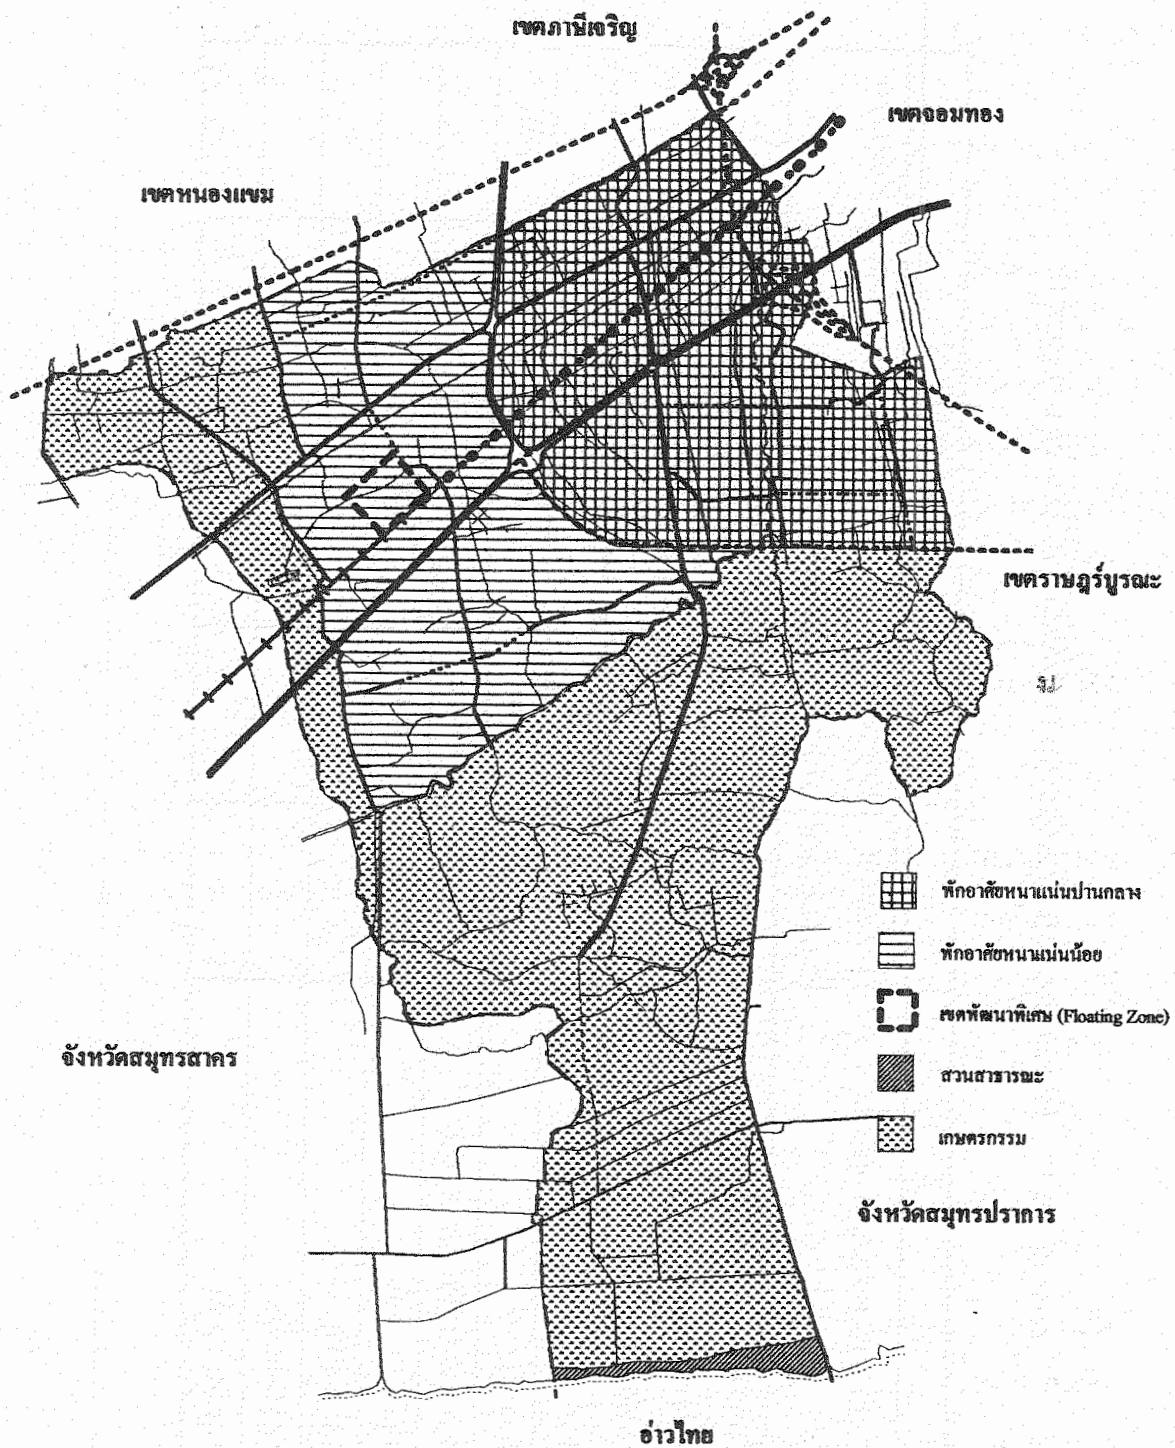 เขตภาษีเจริญ
เขตจอมทอง
เขตหนองแขม
เขตราษฎร์บูรณะ
พักอาศัยหนาแน่นปานกลาง
พักอาศัยหนาแน่นน้อย
เขตพัฒนาพิเศษ (Floating Zone)
จังหวัดสมุทรสาคร
สวนสาธารณะ
เกษตรกรรม
จังหวัดสมุทรปราการ
อ่าวไทย